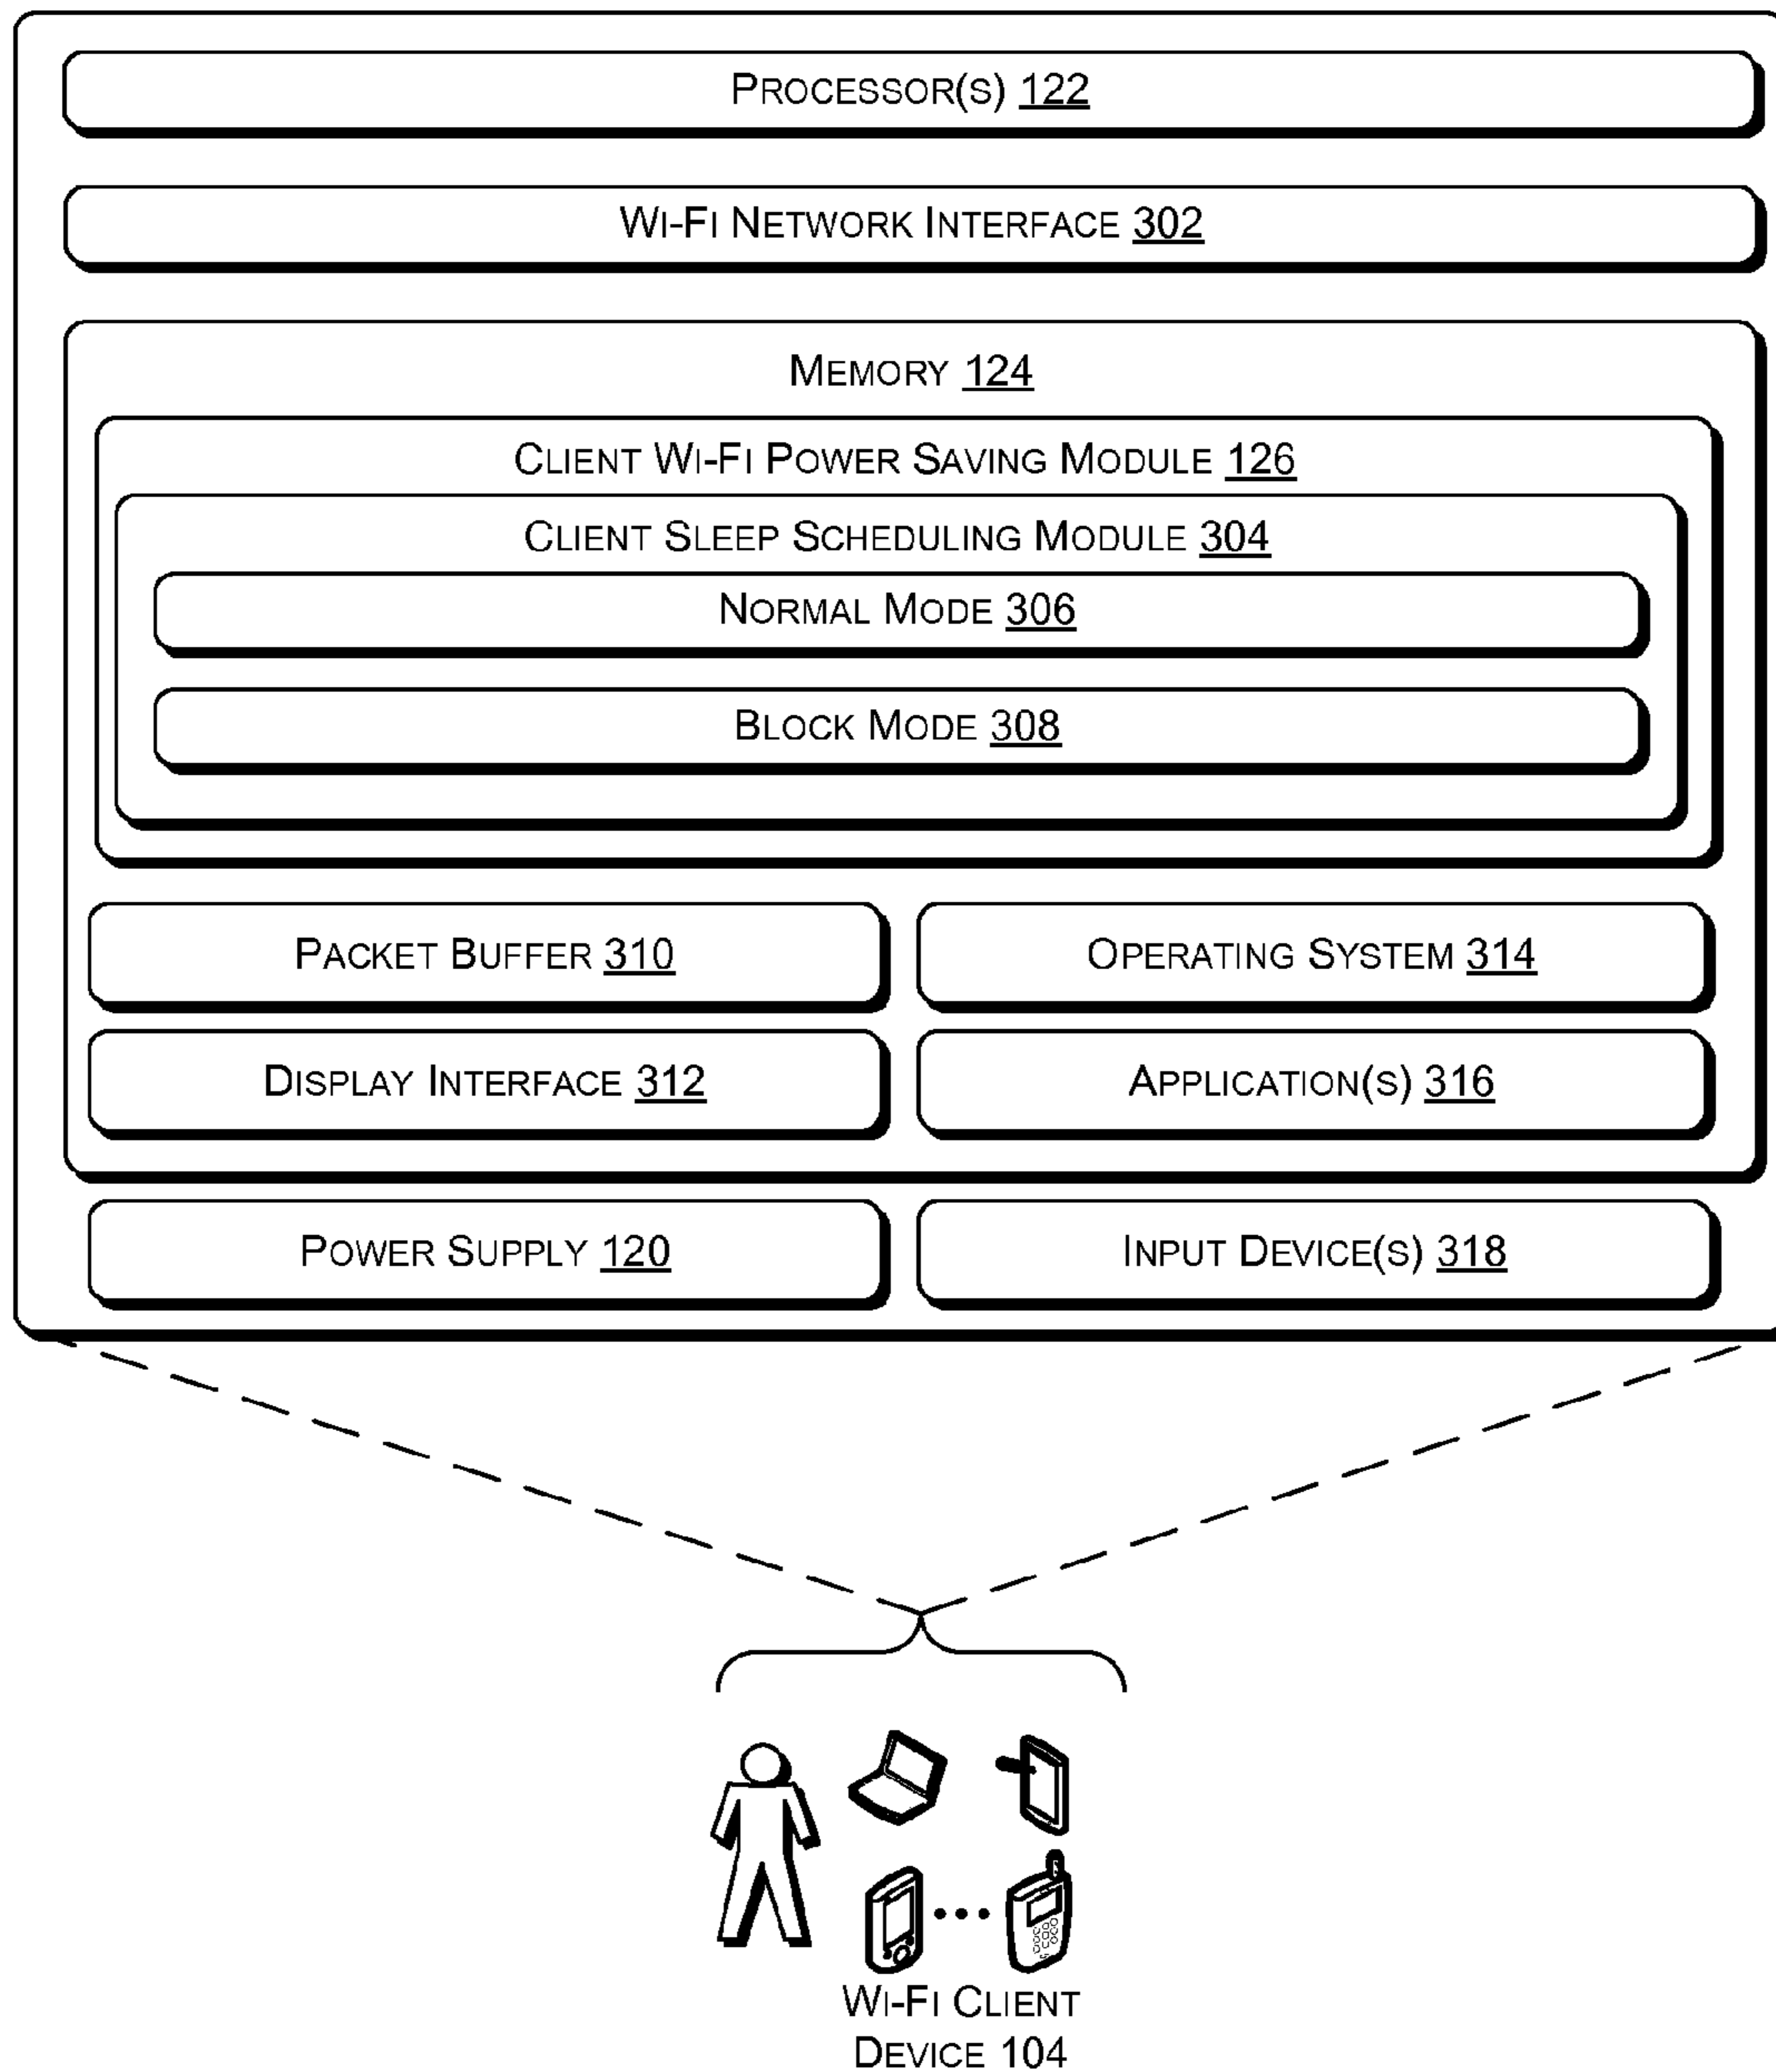 PROCESSOR(S) 122
WI-FI NETWORK INTERFACE 302
MEMORY 124
CLIENT WI-FI POWER SAVING MODULE 126
CLIENT SLEEP SCHEDULING MODULE 304
NORMAL MODE 306
BLOCK MODE 308
PACKET BUFFER 310
OPERATING SYSTEM 314
DISPLAY INTERFACE 312
APPLICATION(S) 316
POWER SUPPLY 120
INPUT DEVICE(S) 318
WI-FI CLIENT
DEVICE 104